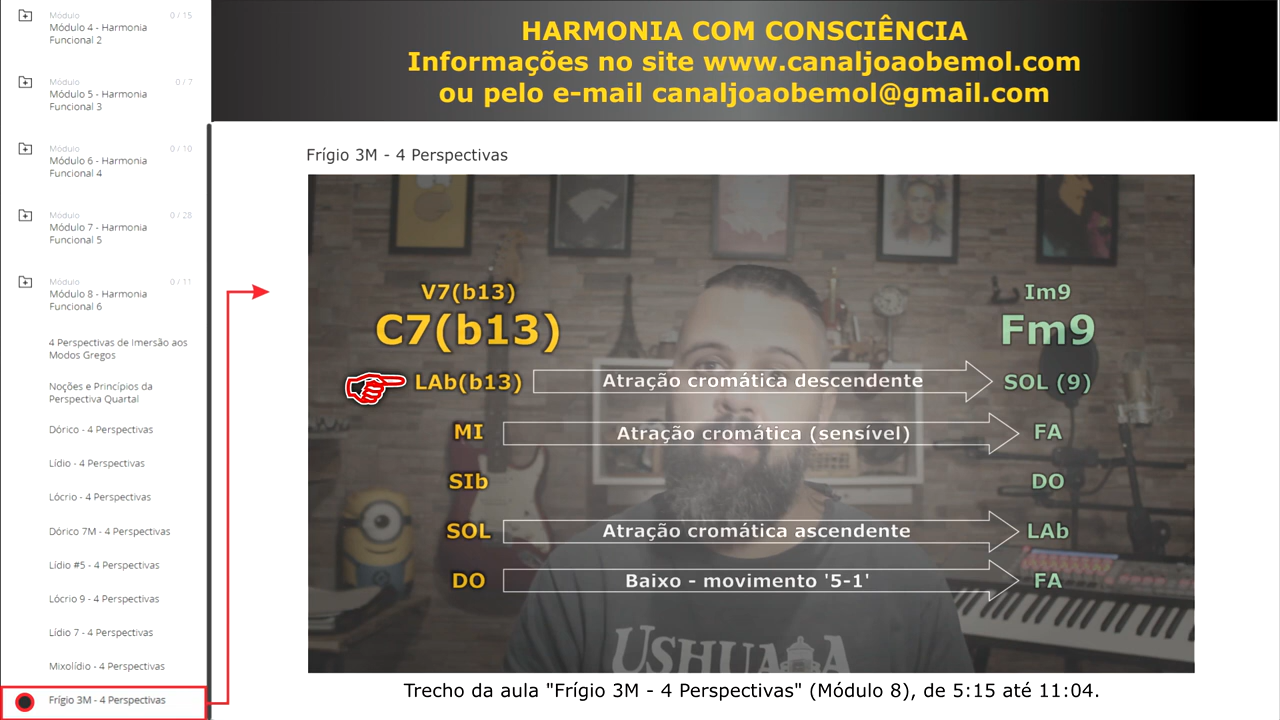 Módulo 0 / 15
Módulo 4 - Harmonia
Funcional 2
Módulo 0 / 7
Módulo 5 - Harmonia
Funcional 3
Módulo 0 / 10
Módulo 6 - Harmonia
Funcional 4
Módulo 0 / 28
Módulo 7 - Harmonia
Funcional 5
Módulo 0 / 11
Módulo 8 - Harmonia
Funcional 6
4 Perspectivas de Imersão aos
Modos Gregos
Noções e Princípios da
Perspectiva Quartal
Dórico - 4 Perspectivas
Lídio - 4 Perspectivas
Lócrio - 4 Perspectivas
Dórico 7M - 4 Perspectivas
Lídio #5 - 4 Perspectivas
Lócrio 9 - 4 Perspectivas
Lídio 7 - 4 Perspectivas
Mixolídio - 4 Perspectivas
Frígio 3M - 4 Perspectivas
HARMONIA COM CONSCIÊNCIA
Informações no site www.canaljoaobemol.com
ou pelo e-mail canaljoaobemol@gmail.com
Frígio 3M - 4 Perspectivas
V7(b13) Im9
C7(b13) Fm9
LAb(b13) Atração cromática descendente SOL (9)
MI Atração cromática (sensível) FA
SIb DO
SOL Atração cromática ascendente LAb
DO Baixo - movimento '5-1' FA
USHUAIA
Trecho da aula "Frígio 3M - 4 Perspectivas" (Módulo 8), de 5:15 até 11:04.